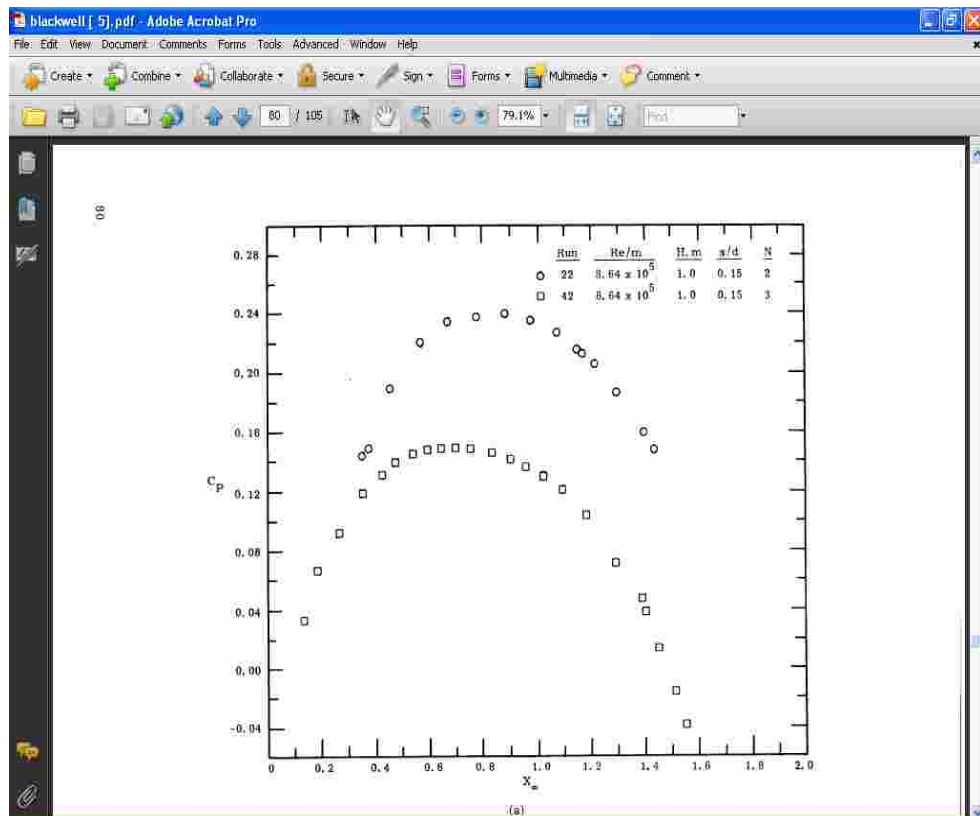 blackwell [ 5].pdf - Adobe Acrobat Pro
File Edit View Document Comments Forms Tools Advanced Window Help
Create Combine Collaborate Secure Sign Forms Multimedia Comment
80 / 105 79.1% Find
80
Run Re/m H, m s/d N
22 8.64 x 10^5 1.0 0.15 2
42 8.64 x 10^5 1.0 0.15 3
0.28
0.24
0.20
0.16
CP 0.12
0.08
0.04
0.00
-0.04
0 0.2 0.4 0.6 0.8 1.0 1.2 1.4 1.6 1.8 2.0
X∞
(a)